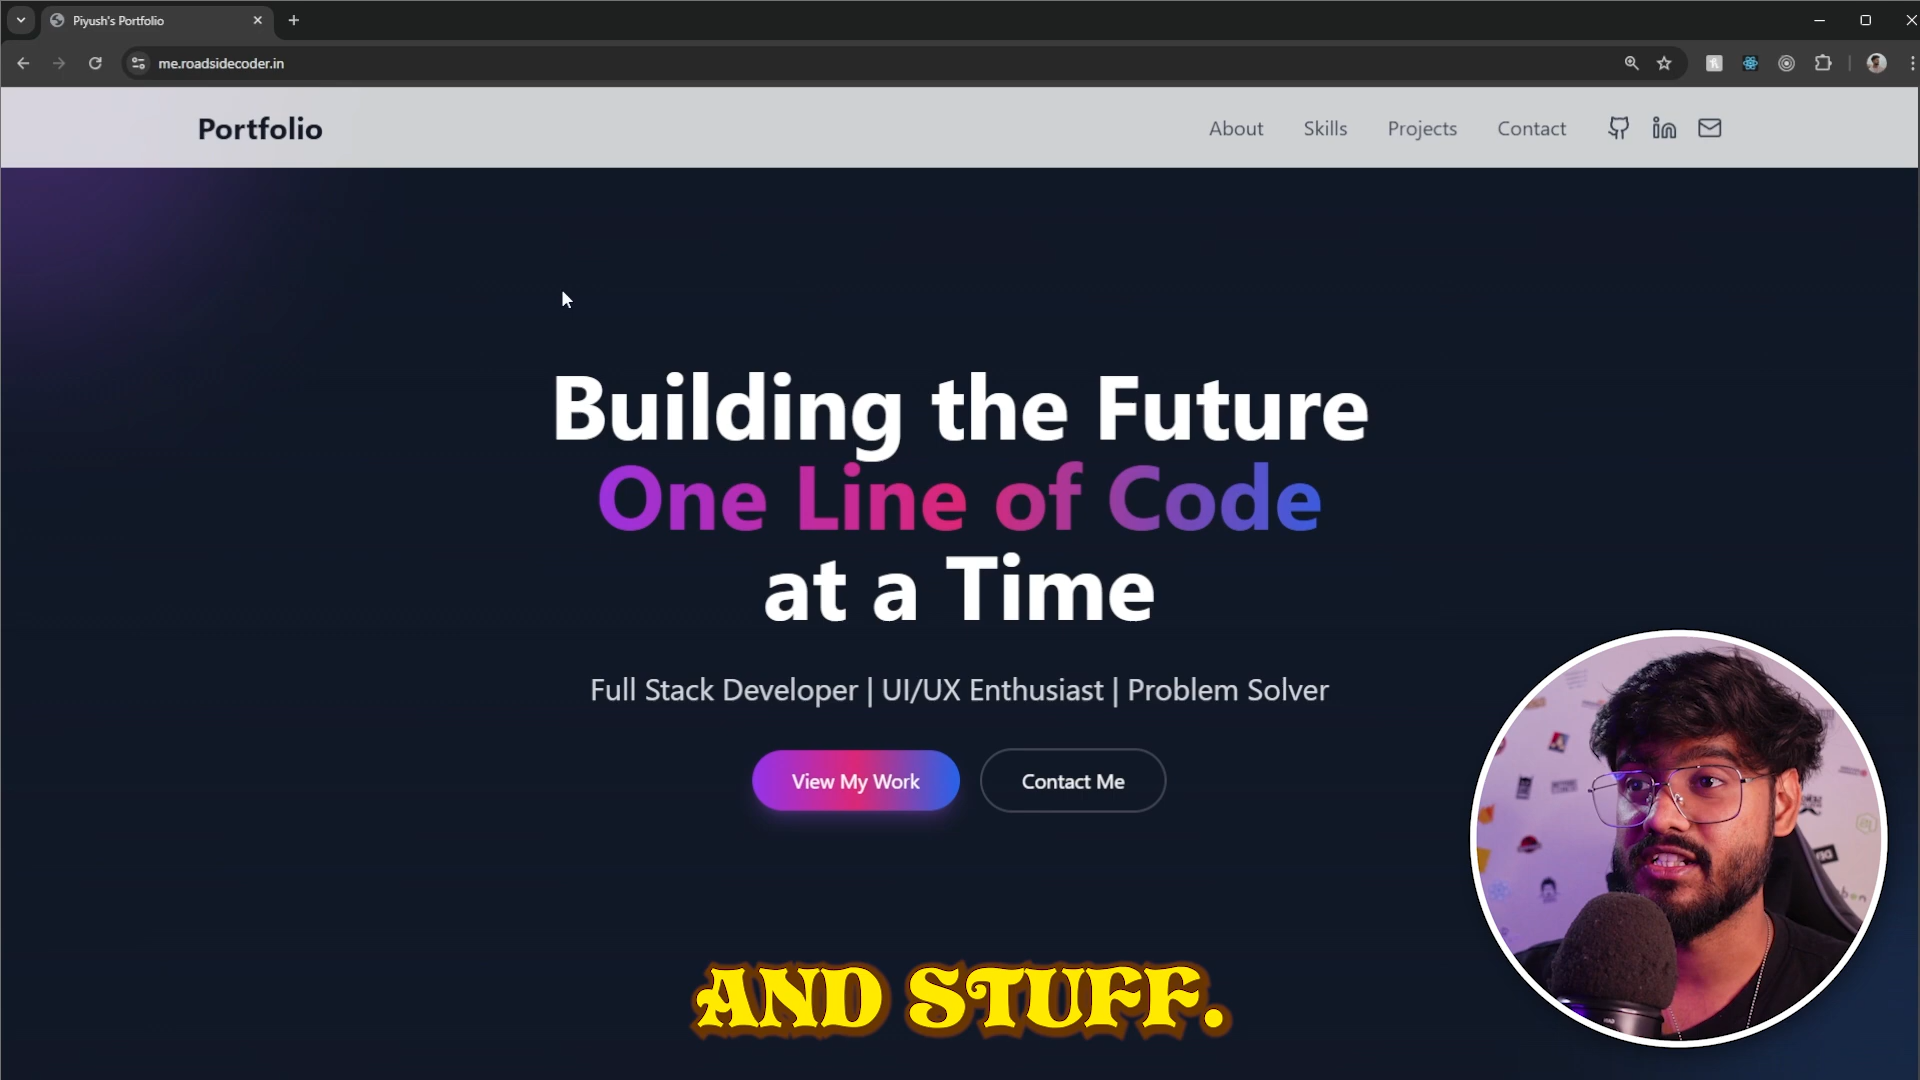 Piyush's Portfolio
me.roadsidecoder.in
Portfolio
About Skills Projects Contact
Building the Future
One Line of Code
at a Time
Full Stack Developer | UI/UX Enthusiast | Problem Solver
View My Work Contact Me
AND STUFF.